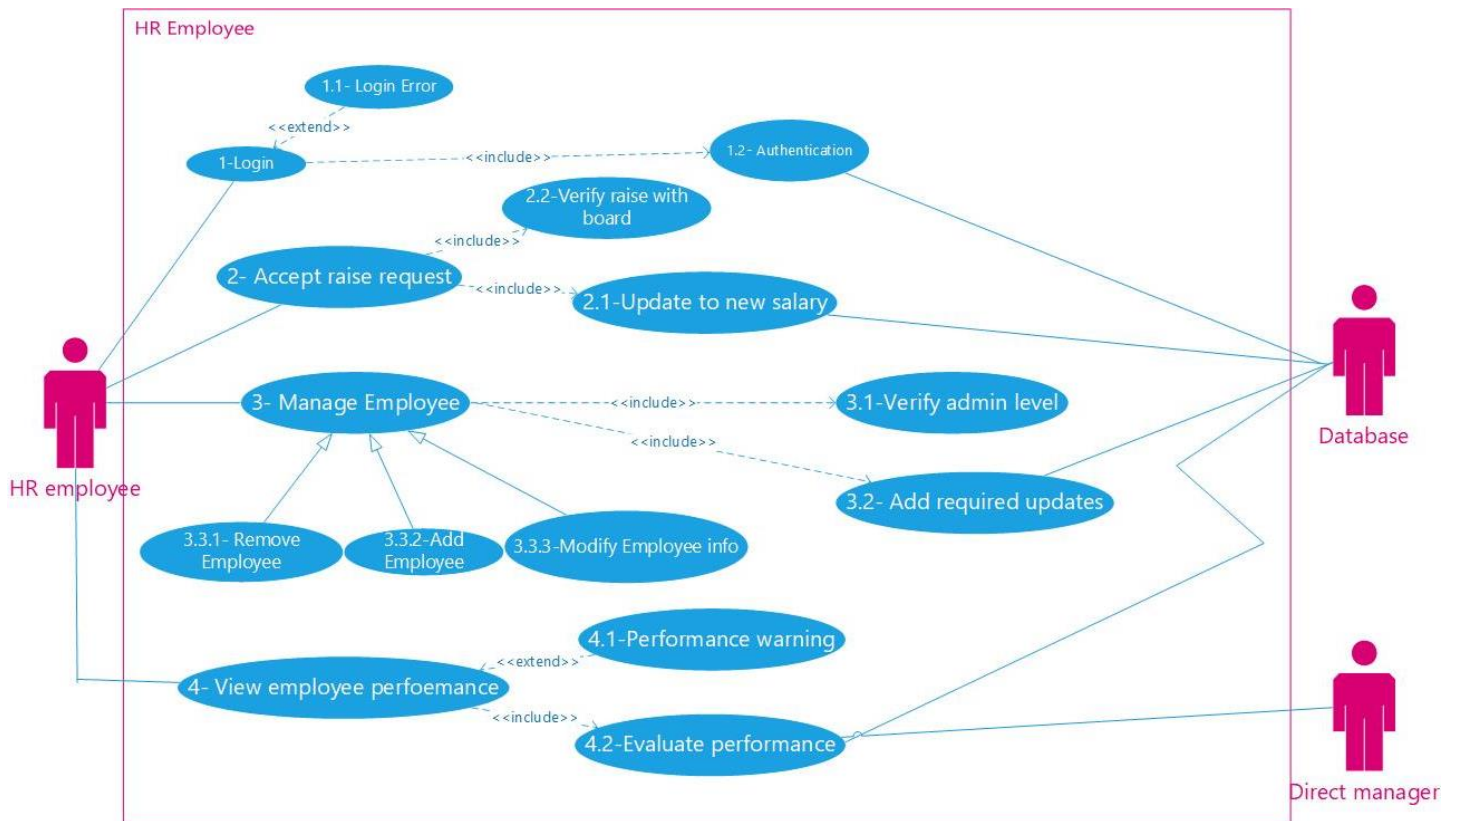 HR Employee
1.1- Login Error
<<extend>>
1-Login
<<include>>
1.2- Authentication
2.2-Verify raise with
board
<<include>>
2- Accept raise request
<<include>>
2.1-Update to new salary
HR employee
Database
3- Manage Employee
<<include>>
3.1-Verify admin level
<<include>>
3.2- Add required updates
3.3.1- Remove
Employee
3.3.2-Add
Employee
3.3.3-Modify Employee info
4.1-Performance warning
<<extend>>
4- View employee perfoemance
<<include>>
4.2-Evaluate performance
Direct manager